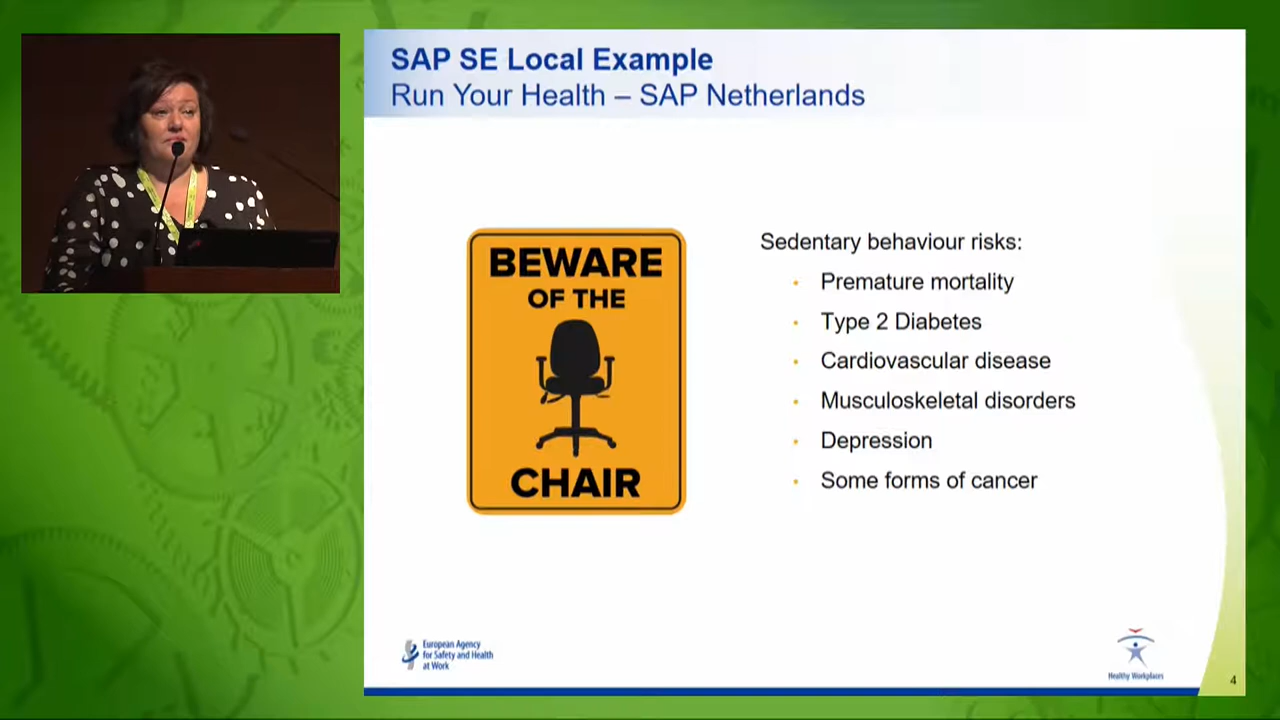 SAP SE Local Example
Run Your Health – SAP Netherlands
BEWARE
OF THE
CHAIR
Sedentary behaviour risks:
• Premature mortality
• Type 2 Diabetes
• Cardiovascular disease
• Musculoskeletal disorders
• Depression
• Some forms of cancer
European Agency
for Safety and Health
at Work
Healthy Workplaces
4